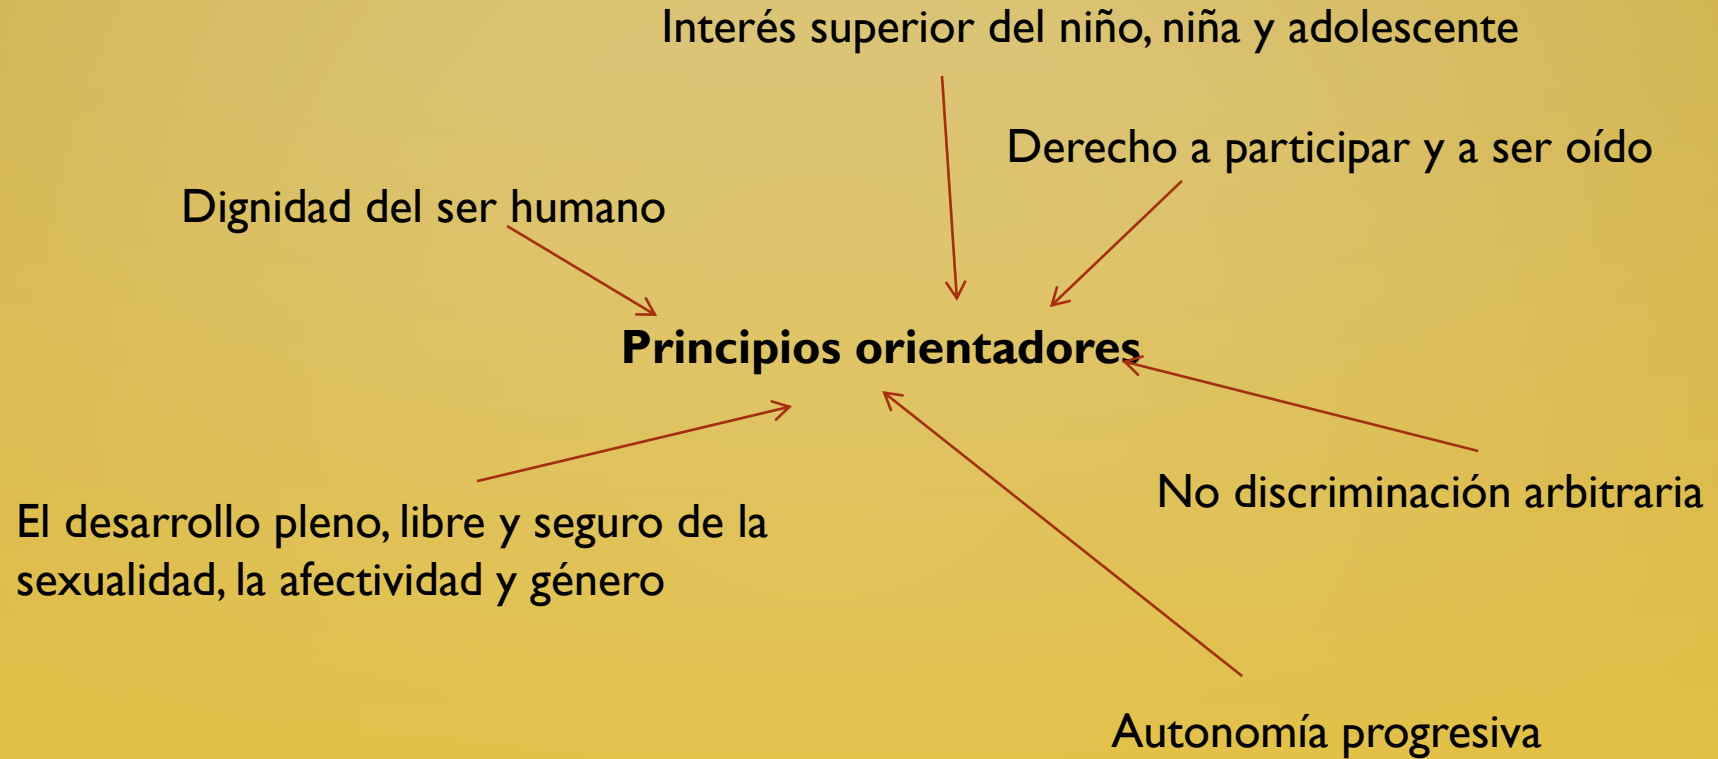 Interés superior del niño, niña y adolescente
Derecho a participar y a ser oído
Dignidad del ser humano
Principios orientadores
No discriminación arbitraria
El desarrollo pleno, libre y seguro de la
sexualidad, la afectividad y género
Autonomía progresiva